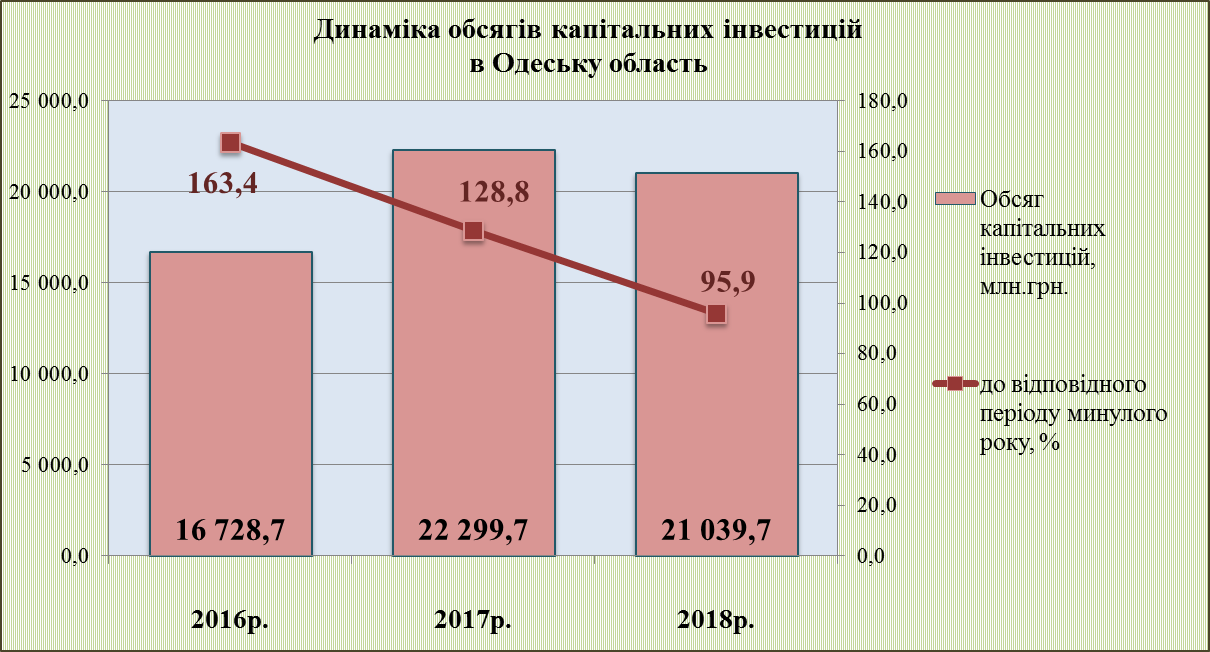 Динаміка обсягів капітальних інвестицій
в Одеську область
25 000,0
20 000,0
15 000,0
10 000,0
5 000,0
0,0
180,0
160,0
140,0
120,0
100,0
80,0
60,0
40,0
20,0
0,0
163,4
128,8
95,9
16 728,7
22 299,7
21 039,7
2016р.
2017р.
2018р.
Обсяг
капітальних
інвестицій,
млн.грн.
до відповідного
періоду минулого
року, %